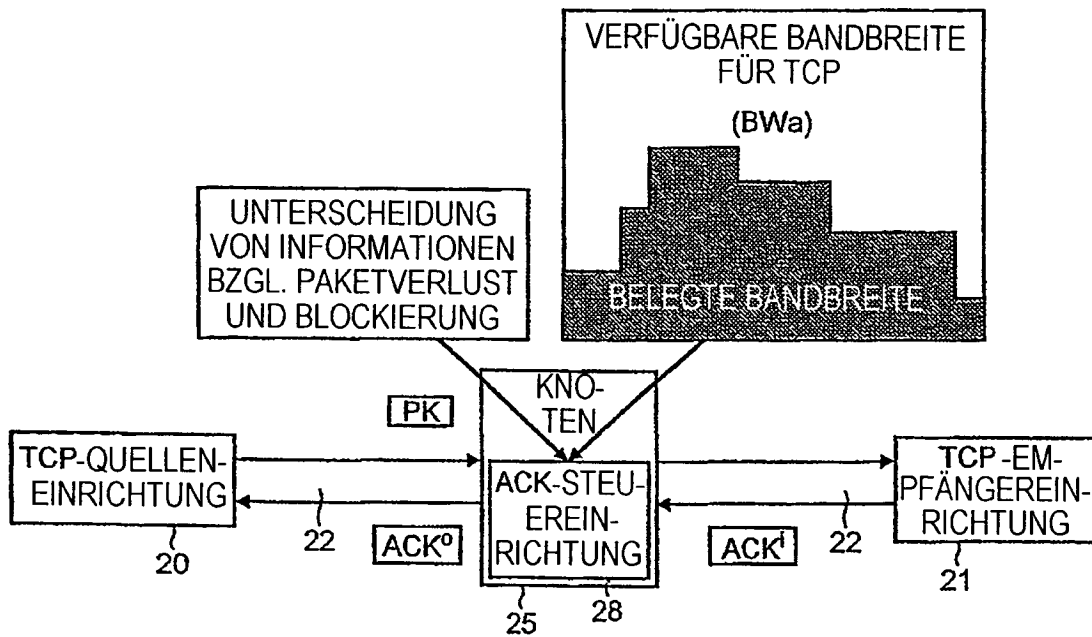 VERFÜGBARE BANDBREITE
FÜR TCP
(BWa)
BELEGTE BANDBREITE
UNTERSCHEIDUNG
VON INFORMATIONEN
BZGL. PAKETVERLUST
UND BLOCKIERUNG
KNO-
TEN
PK
TCP-QUELLEN-
EINRICHTUNG
20
22
ACKº
ACK-STEU-
EREIN-
RICHTUNG
25
28
ACKⁱ
22
TCP-EM-
PFÄNGEREIN-
RICHTUNG
21